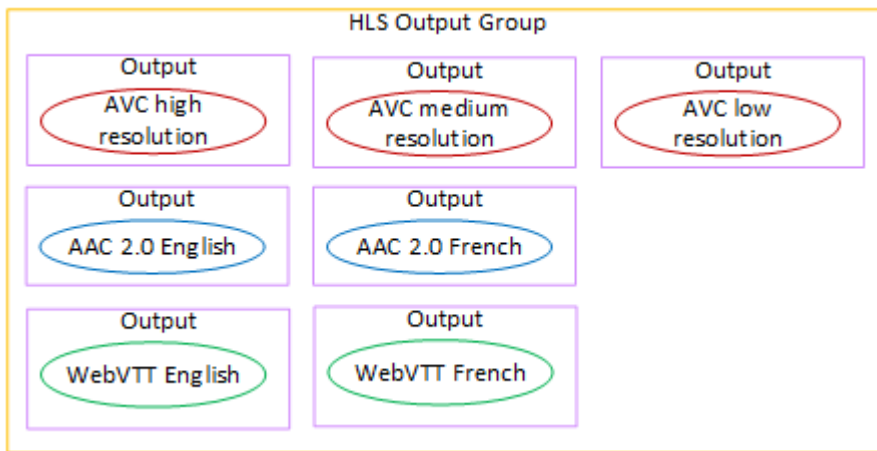 HLS Output Group
Output
AVC high
resolution
Output
AVC medium
resolution
Output
AVC low
resolution
Output
AAC 2.0 English
Output
AAC 2.0 French
Output
WebVTT English
Output
WebVTT French